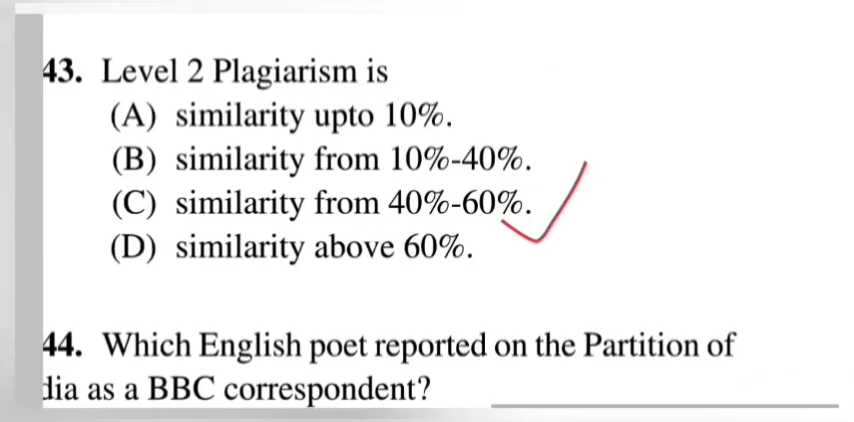 43. Level 2 Plagiarism is
(A) similarity upto 10%.
(B) similarity from 10%-40%.
(C) similarity from 40%-60%.
(D) similarity above 60%.
44. Which English poet reported on the Partition of
dia as a BBC correspondent?